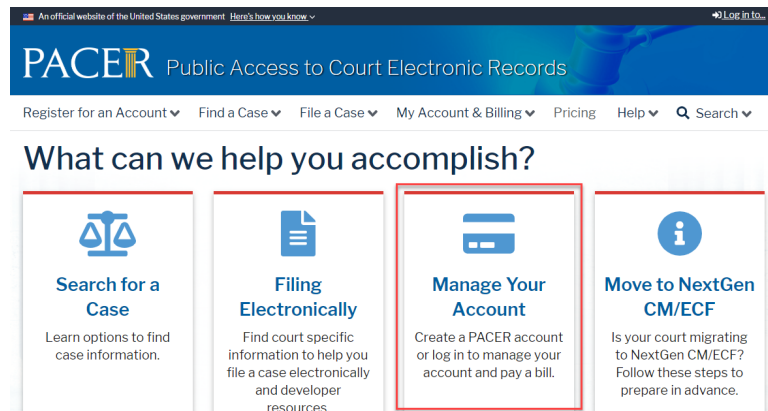 An official website of the United States government Here's how you know
Log in to...
PACER Public Access to Court Electronic Records
Register for an Account Find a Case File a Case My Account & Billing Pricing Help Search
What can we help you accomplish?
Search for a
Case
Learn options to find
case information.
Filing
Electronically
Find court specific
information to help you
file a case electronically
and developer
resources.
Manage Your
Account
Create a PACER account
or log in to manage your
account and pay a bill.
Move to NextGen
CM/ECF
Is your court migrating
to NextGen CM/ECF?
Follow these steps to
prepare in advance.